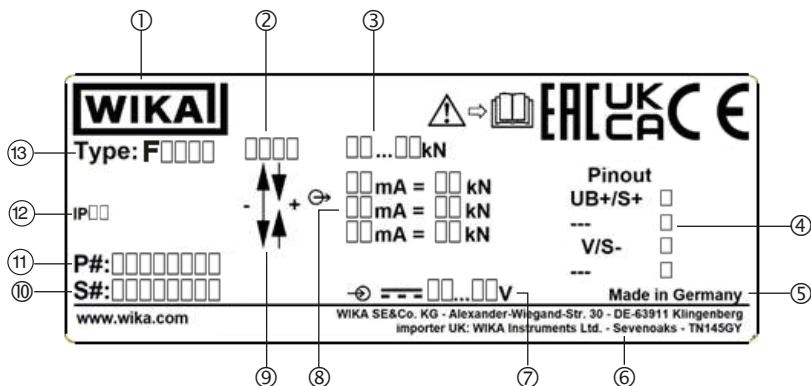 ① ② ③
WIKA
EAC UK CA CE
⑬ Type: F▯▯▯▯ ▯▯▯▯ ▯▯...▯▯kN
Pinout
▯▯mA = ▯▯ kN
UB+/S+ ▯
⑫ IP▯▯
- + ▯▯mA = ▯▯ kN
--- ▯ ④
⑧ ▯▯mA = ▯▯ kN
V/S- ▯
⑪ P#:▯▯▯▯▯▯▯▯
--- ▯
⑩ S#:▯▯▯▯▯▯▯▯
▯▯...▯▯V
Made in Germany ⑤
www.wika.com
WIKA SE&Co. KG - Alexander-Wiegand-Str. 30 - DE-63911 Klingenberg
importer UK: WIKA Instruments Ltd. - Sevenoaks - TN145GY
⑨ ⑧ ⑦ ⑥